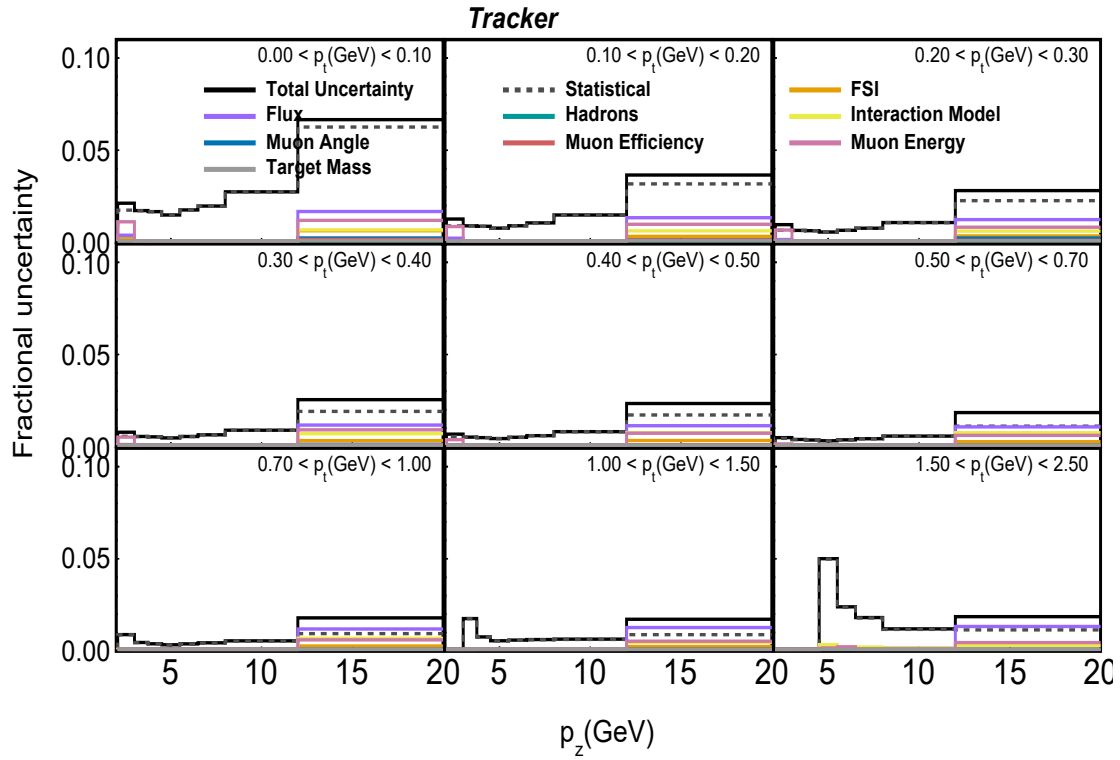 Tracker
0.00 < p_t(GeV) < 0.10
0.10 < p_t(GeV) < 0.20
0.20 < p_t(GeV) < 0.30
Total Uncertainty
Statistical
FSI
Flux
Hadrons
Interaction Model
Muon Angle
Muon Efficiency
Muon Energy
Target Mass
0.10
0.05
0.00
0.30 < p_t(GeV) < 0.40
0.40 < p_t(GeV) < 0.50
0.50 < p_t(GeV) < 0.70
0.10
0.05
0.00
0.70 < p_t(GeV) < 1.00
1.00 < p_t(GeV) < 1.50
1.50 < p_t(GeV) < 2.50
0.10
0.05
0.00
5 10 15 20 5 10 15 20 5 10 15 20
Fractional uncertainty
p_z(GeV)